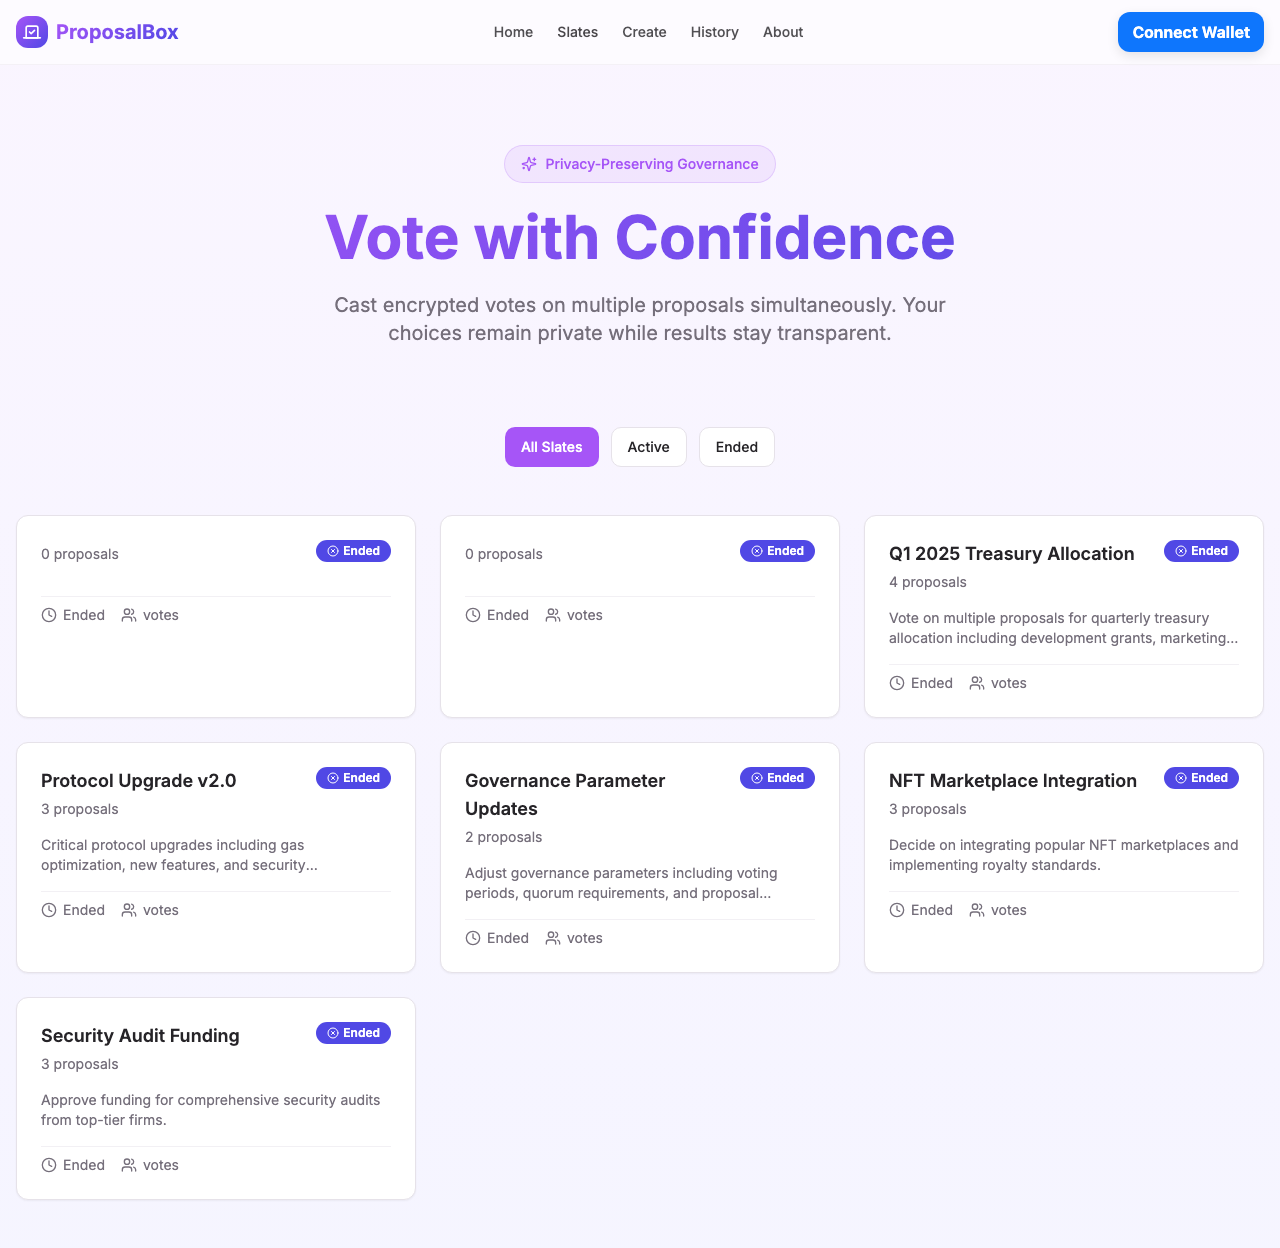 ProposalBox
Home
Slates
Create
History
About
Connect Wallet
Privacy-Preserving Governance
Vote with Confidence
Cast encrypted votes on multiple proposals simultaneously. Your
choices remain private while results stay transparent.
All Slates
Active
Ended
0 proposals
Ended
Ended
votes
0 proposals
Ended
Ended
votes
Q1 2025 Treasury Allocation
Ended
4 proposals
Vote on multiple proposals for quarterly treasury
allocation including development grants, marketing...
Ended
votes
Protocol Upgrade v2.0
Ended
3 proposals
Critical protocol upgrades including gas
optimization, new features, and security...
Ended
votes
Governance Parameter
Updates
Ended
2 proposals
Adjust governance parameters including voting
periods, quorum requirements, and proposal...
Ended
votes
NFT Marketplace Integration
Ended
3 proposals
Decide on integrating popular NFT marketplaces and
implementing royalty standards.
Ended
votes
Security Audit Funding
Ended
3 proposals
Approve funding for comprehensive security audits
from top-tier firms.
Ended
votes